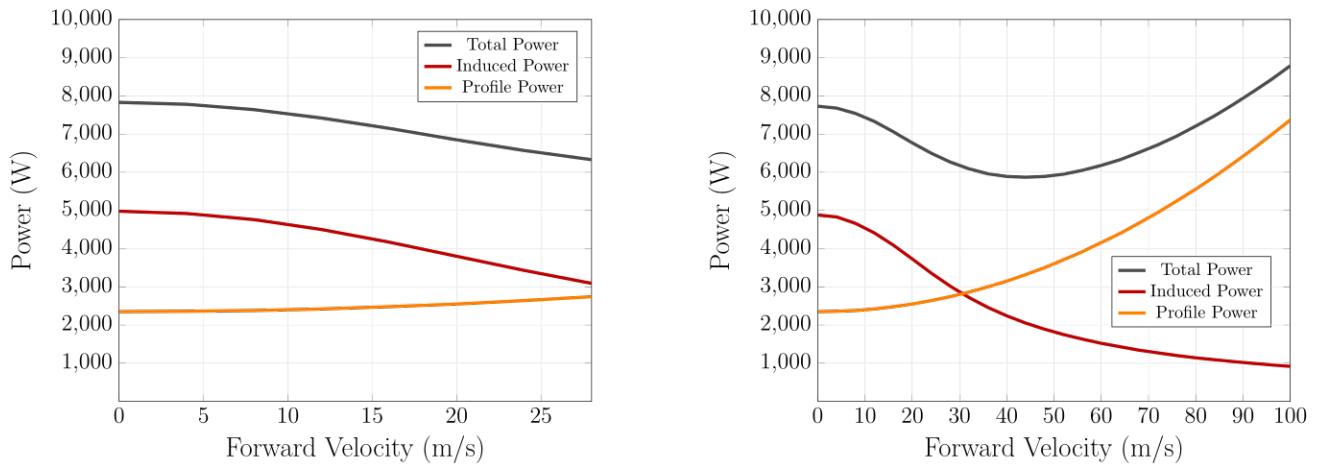 10,000
9,000
8,000
7,000
6,000
5,000
4,000
3,000
2,000
1,000
Power (W)
Total Power
Induced Power
Profile Power
0 5 10 15 20 25
Forward Velocity (m/s)
10,000
9,000
8,000
7,000
6,000
5,000
4,000
3,000
2,000
1,000
Power (W)
Total Power
Induced Power
Profile Power
0 10 20 30 40 50 60 70 80 90 100
Forward Velocity (m/s)